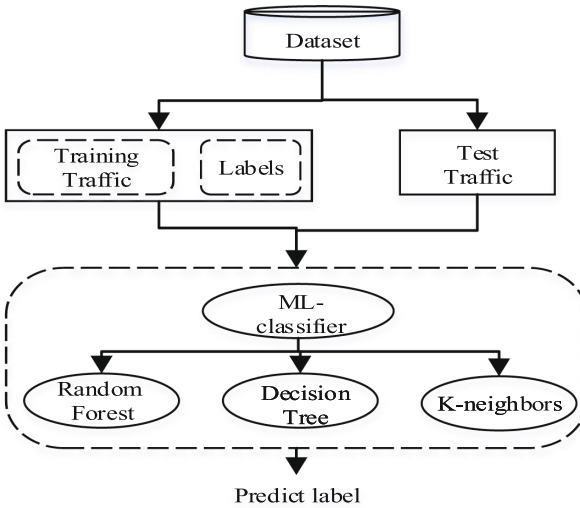 Dataset
Training
Traffic
Labels
Test
Traffic
ML-
classifier
Random
Forest
Decision
Tree
K-neighbors
Predict label